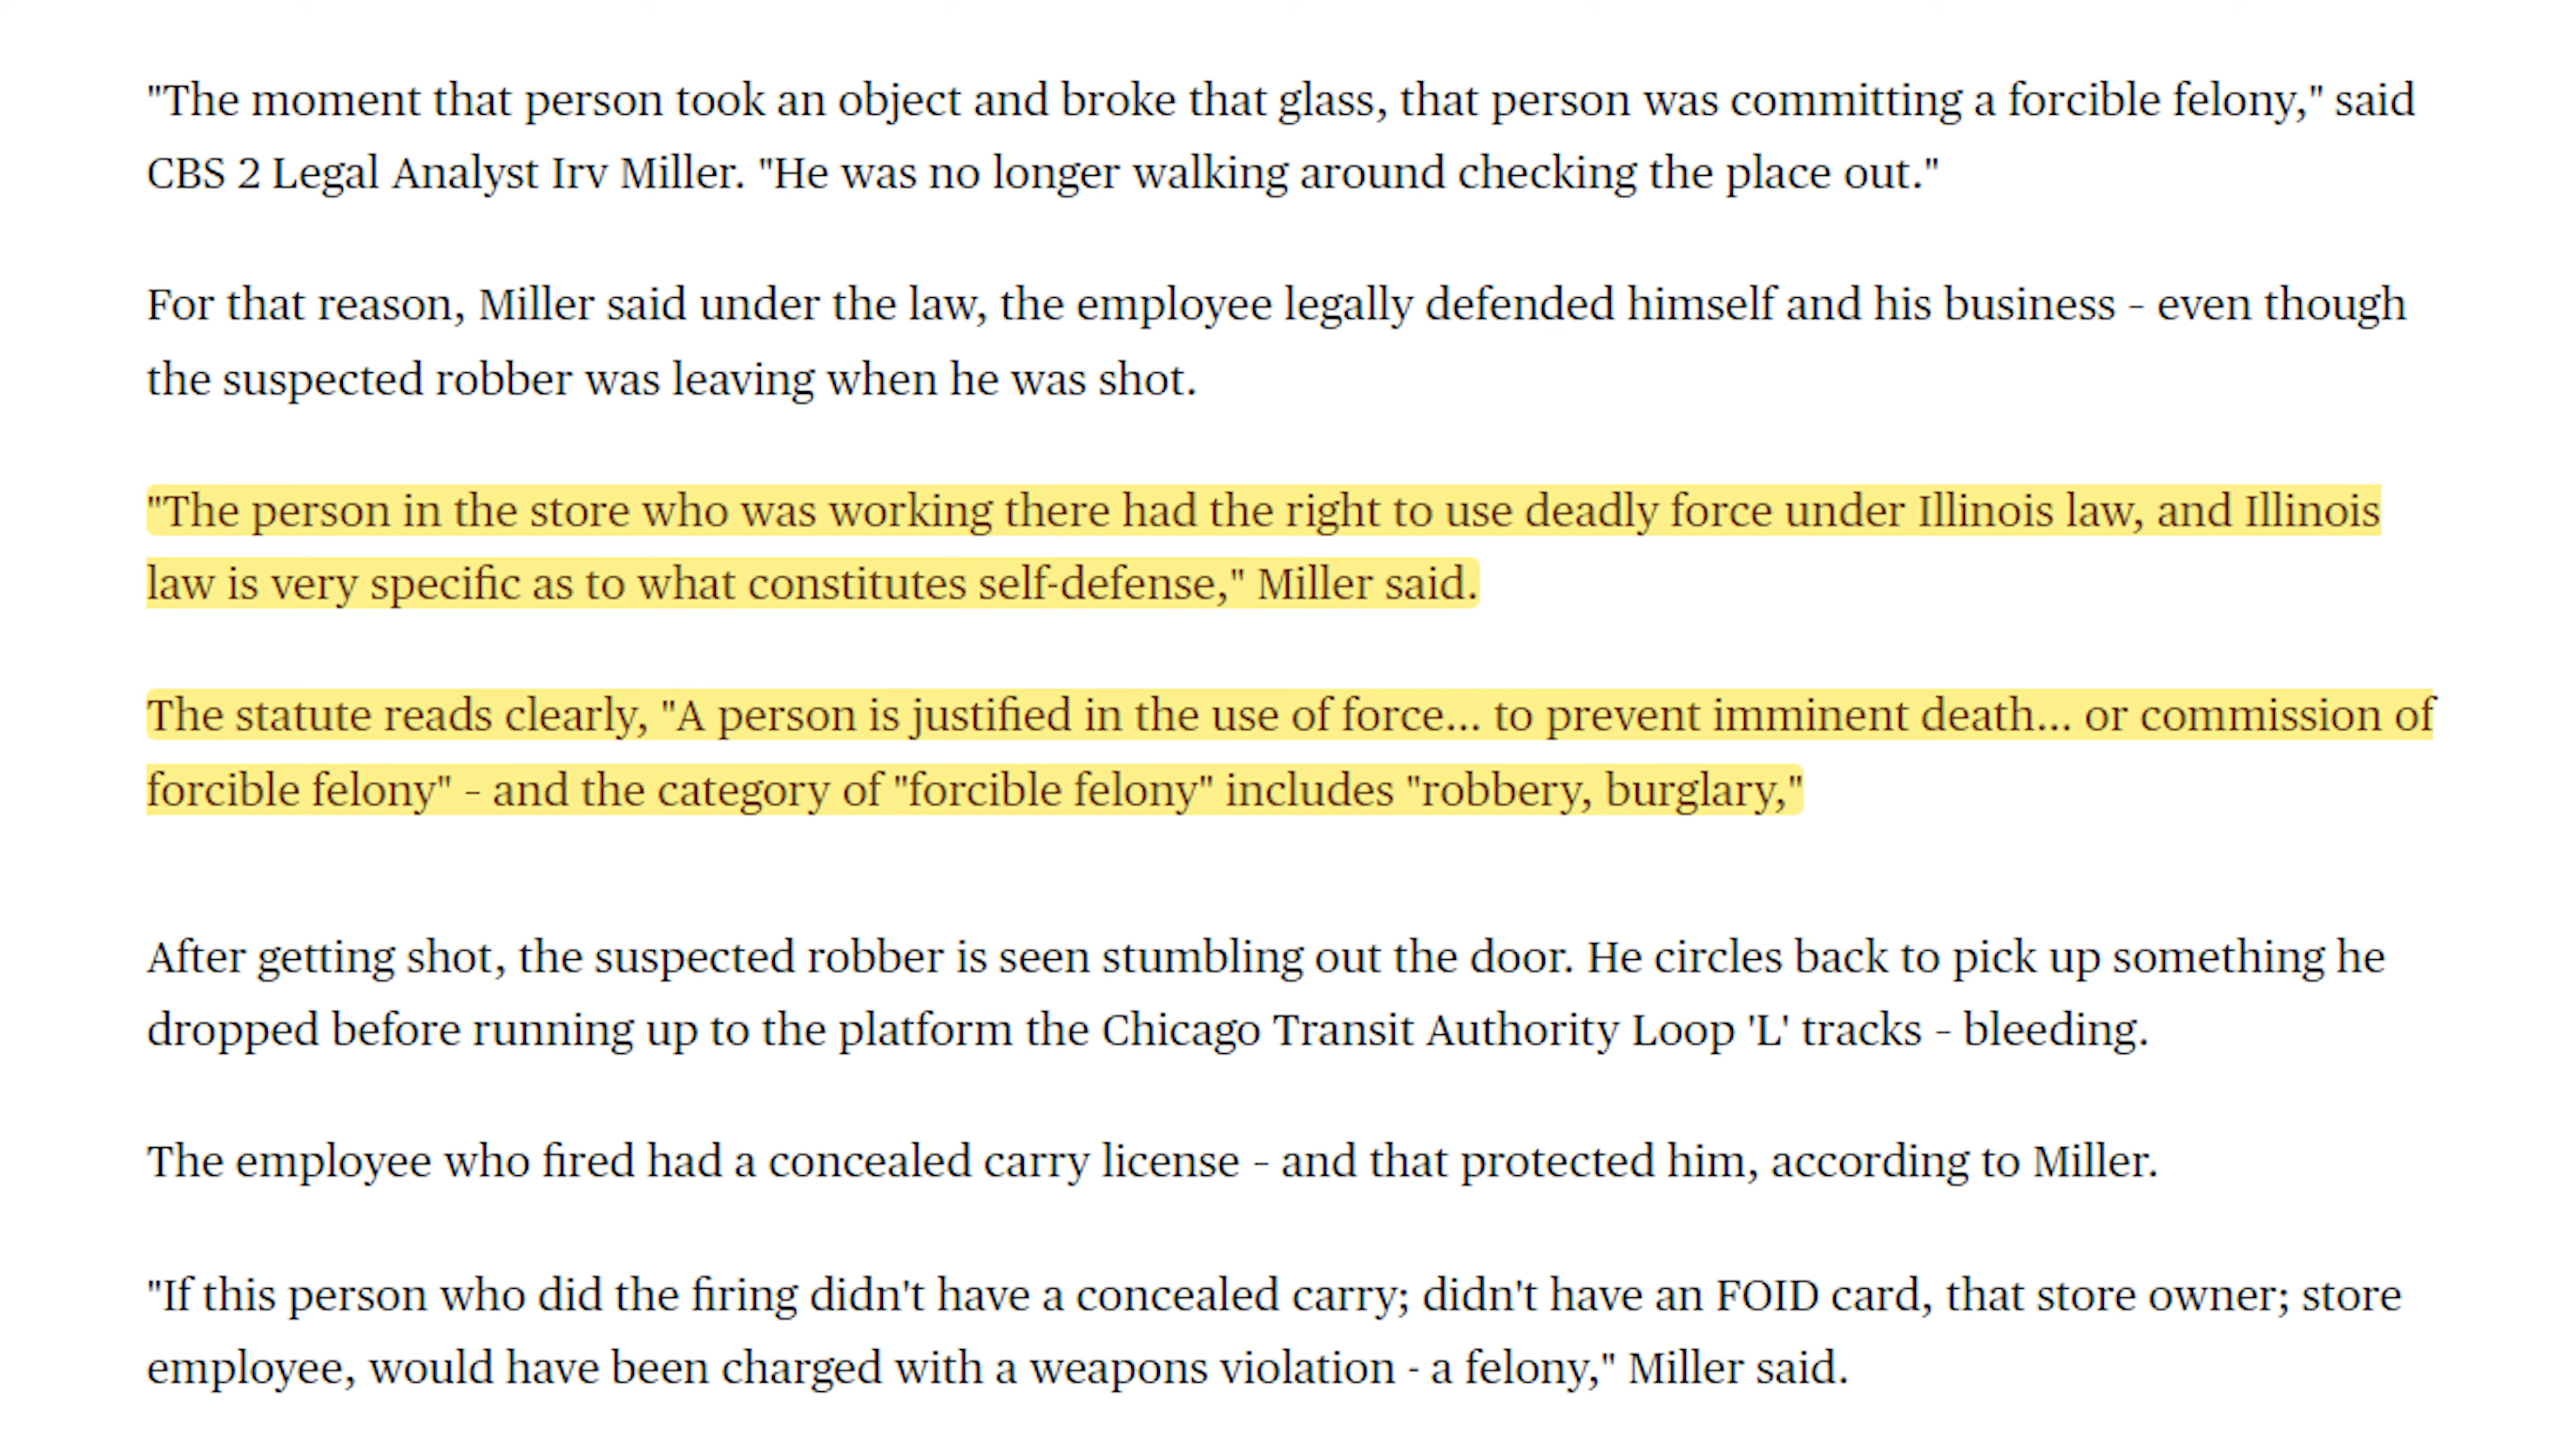 "The moment that person took an object and broke that glass, that person was committing a forcible felony," said
CBS 2 Legal Analyst Irv Miller. "He was no longer walking around checking the place out."
For that reason, Miller said under the law, the employee legally defended himself and his business – even though
the suspected robber was leaving when he was shot.
"The person in the store who was working there had the right to use deadly force under Illinois law, and Illinois
law is very specific as to what constitutes self-defense," Miller said.
The statute reads clearly, "A person is justified in the use of force... to prevent imminent death... or commission of
forcible felony" – and the category of "forcible felony" includes "robbery, burglary,"
After getting shot, the suspected robber is seen stumbling out the door. He circles back to pick up something he
dropped before running up to the platform the Chicago Transit Authority Loop 'L' tracks – bleeding.
The employee who fired had a concealed carry license – and that protected him, according to Miller.
"If this person who did the firing didn't have a concealed carry; didn't have an FOID card, that store owner; store
employee, would have been charged with a weapons violation - a felony," Miller said.